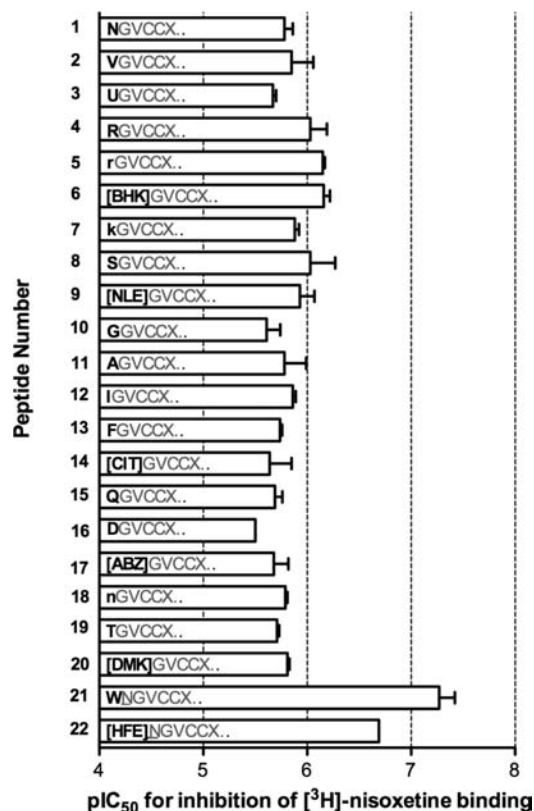 1 NGVCCX..
2 VGVCCX..
3 UGVCCX..
4 RGVCCX..
5 rGVCCX..
6 [BHK]GVCCX..
7 kGVCCX..
8 SGVCCX..
9 [NLE]GVCCX..
10 GGVCCX..
11 AGVCCX..
12 IGVCCX..
13 FGVCCX..
14 [CIT]GVCCX..
15 QGVCCX..
16 DGVCCX..
17 [ABZ]GVCCX..
18 nGVCCX..
19 TGVCCX..
20 [DMK]GVCCX..
21 WNGVCCX..
22 [HFE]NGVCCX..
Peptide Number
4 5 6 7 8
pIC50 for inhibition of [3H]-nisoxetine binding